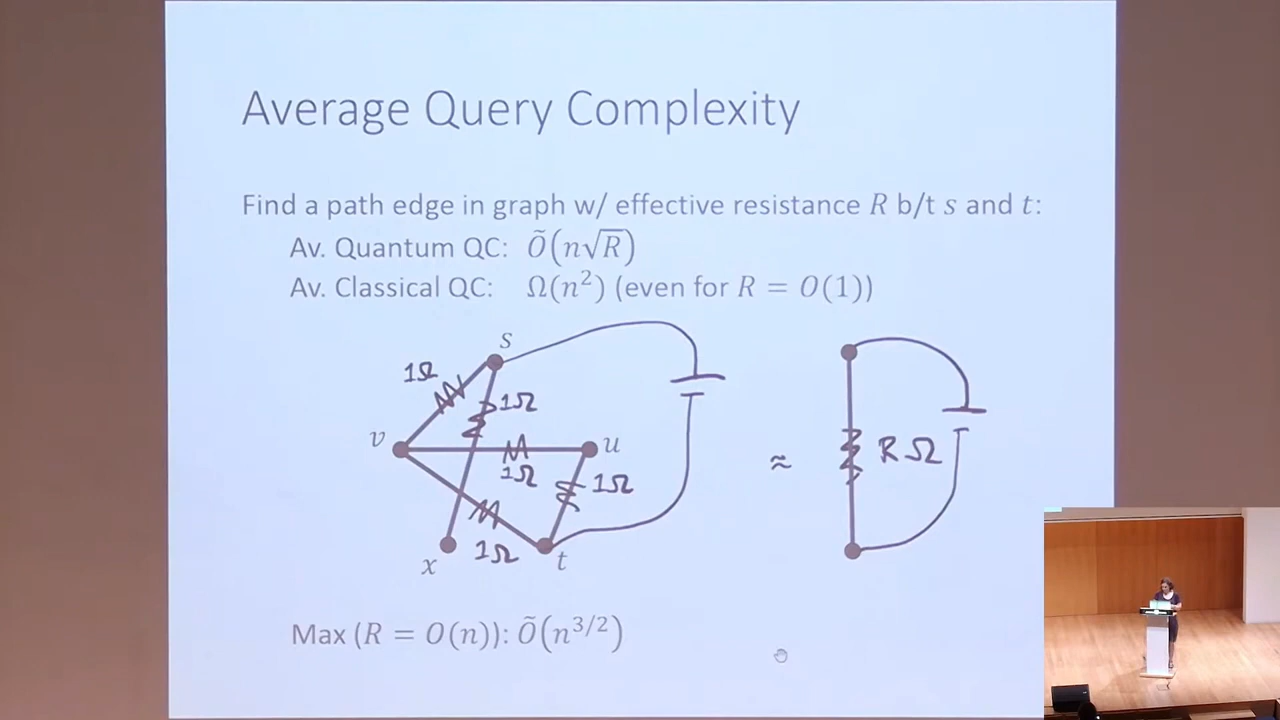 Average Query Complexity
Find a path edge in graph w/ effective resistance R b/t s and t:
Av. Quantum QC: Õ(n√R)
Av. Classical QC: Ω(n²) (even for R = O(1))
s
1Ω
1Ω
v
u
1Ω
1Ω
≈
RΩ
x
1Ω
t
Max (R = O(n)): Õ(n^{3/2})